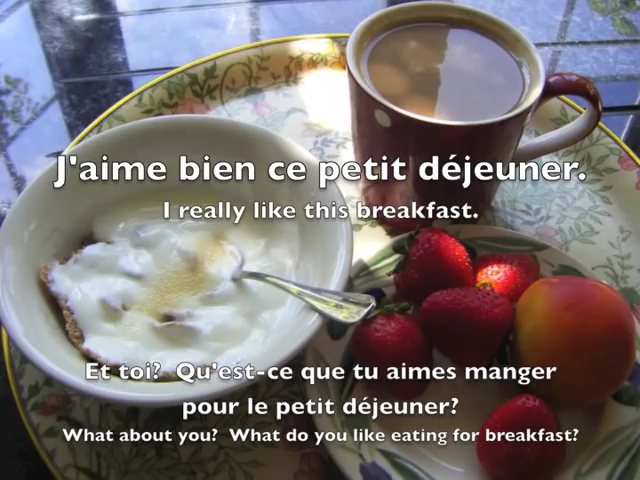 J'aime bien ce petit déjeuner.
I really like this breakfast.
Et toi?  Qu'est-ce que tu aimes manger
pour le petit déjeuner?
What about you?  What do you like eating for breakfast?